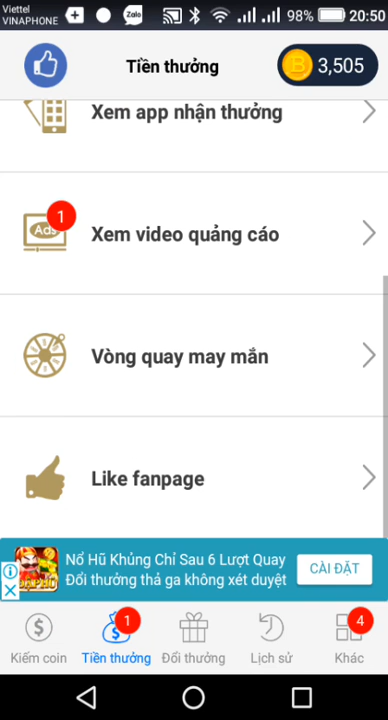 Viettel
VINAPHONE
Zalo
98%
20:50
Tiền thưởng
B
3,505
Xem app nhận thưởng
Ads
1
Xem video quảng cáo
Vòng quay may mắn
Like fanpage
Nổ Hũ Khủng Chỉ Sau 6 Lượt Quay
Đổi thưởng thả ga không xét duyệt
CÀI ĐẶT
1
4
Kiếm coin
Tiền thưởng
Đổi thưởng
Lịch sử
Khác